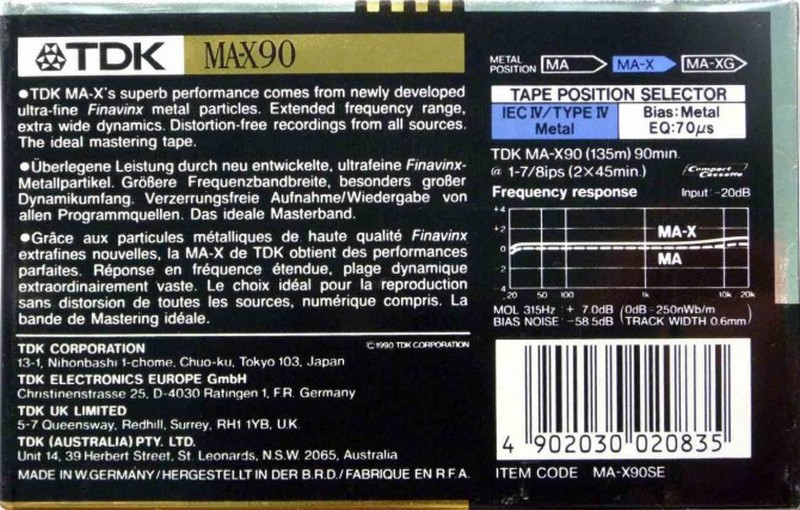 TDK MA-X90
●TDK MA-X's superb performance comes from newly developed
ultra-fine Finavinx metal particles. Extended frequency range,
extra wide dynamics. Distortion-free recordings from all sources.
The ideal mastering tape.
●Überlegene Leistung durch neu entwickelte, ultrafeine Finavinx-
Metallpartikel. Größere Frequenzbandbreite, besonders großer
Dynamikumfang. Verzerrungsfreie Aufnahme/Wiedergabe von
allen Programmquellen. Das ideale Masterband.
●Grâce aux particules métalliques de haute qualité Finavinx
extrafines nouvelles, la MA-X de TDK obtient des performances
parfaites. Réponse en fréquence étendue, plage dynamique
extraordinairement vaste. Le choix idéal pour la reproduction
sans distorsion de toutes les sources, numérique compris. La
bande de Mastering idéale.
TDK CORPORATION
©1990 TDK CORPORATION
13-1, Nihonbashi 1-chome, Chuo-ku, Tokyo 103, Japan
TDK ELECTRONICS EUROPE GmbH
Christinenstrasse 25, D-4030 Ratingen 1, F.R. Germany
TDK UK LIMITED
5-7 Queensway, Redhill, Surrey, RH1 1YB, U.K.
TDK (AUSTRALIA) PTY. LTD.
Unit 14, 39 Herbert Street, St. Leonards, N.S.W. 2065, Australia
MADE IN W.GERMANY/HERGESTELLT IN DER B.R.D./FABRIQUE EN R.F.A.
METAL
POSITION
MA MA-X MA-XG
TAPE POSITION SELECTOR
IEC IV/TYPE IV
Metal
Bias: Metal
EQ: 70µs
TDK MA-X90 (135m) 90min.
@ 1-7/8ips (2×45min.)
Compact
Cassette
Frequency response Input: -20dB
+4
+2
0
-2
-4
MA-X
MA
20 50 100 1k 10k 20k
MOL 315Hz : + 7.0dB (0dB=250nWb/m
BIAS NOISE : -58.5dB TRACK WIDTH 0.6mm)
4 902030 020835
ITEM CODE MA-X90SE